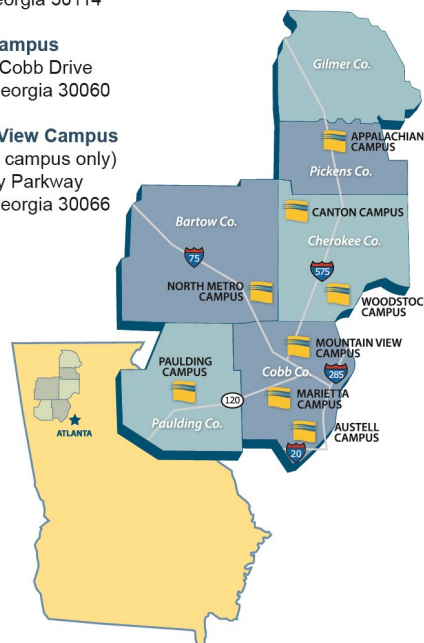 eorgia 30114
ampus
Cobb Drive
eorgia 30060
View Campus
campus only)
y Parkway
eorgia 30066
Gilmer Co.
APPALACHIAN
CAMPUS
Pickens Co.
CANTON CAMPUS
Bartow Co.
Cherokee Co.
75
575
NORTH METRO
CAMPUS
WOODSTOC
CAMPUS
MOUNTAIN VIEW
CAMPUS
PAULDING
CAMPUS
Cobb Co.
285
MARIETTA
CAMPUS
120
Paulding Co.
AUSTELL
CAMPUS
20
ATLANTA